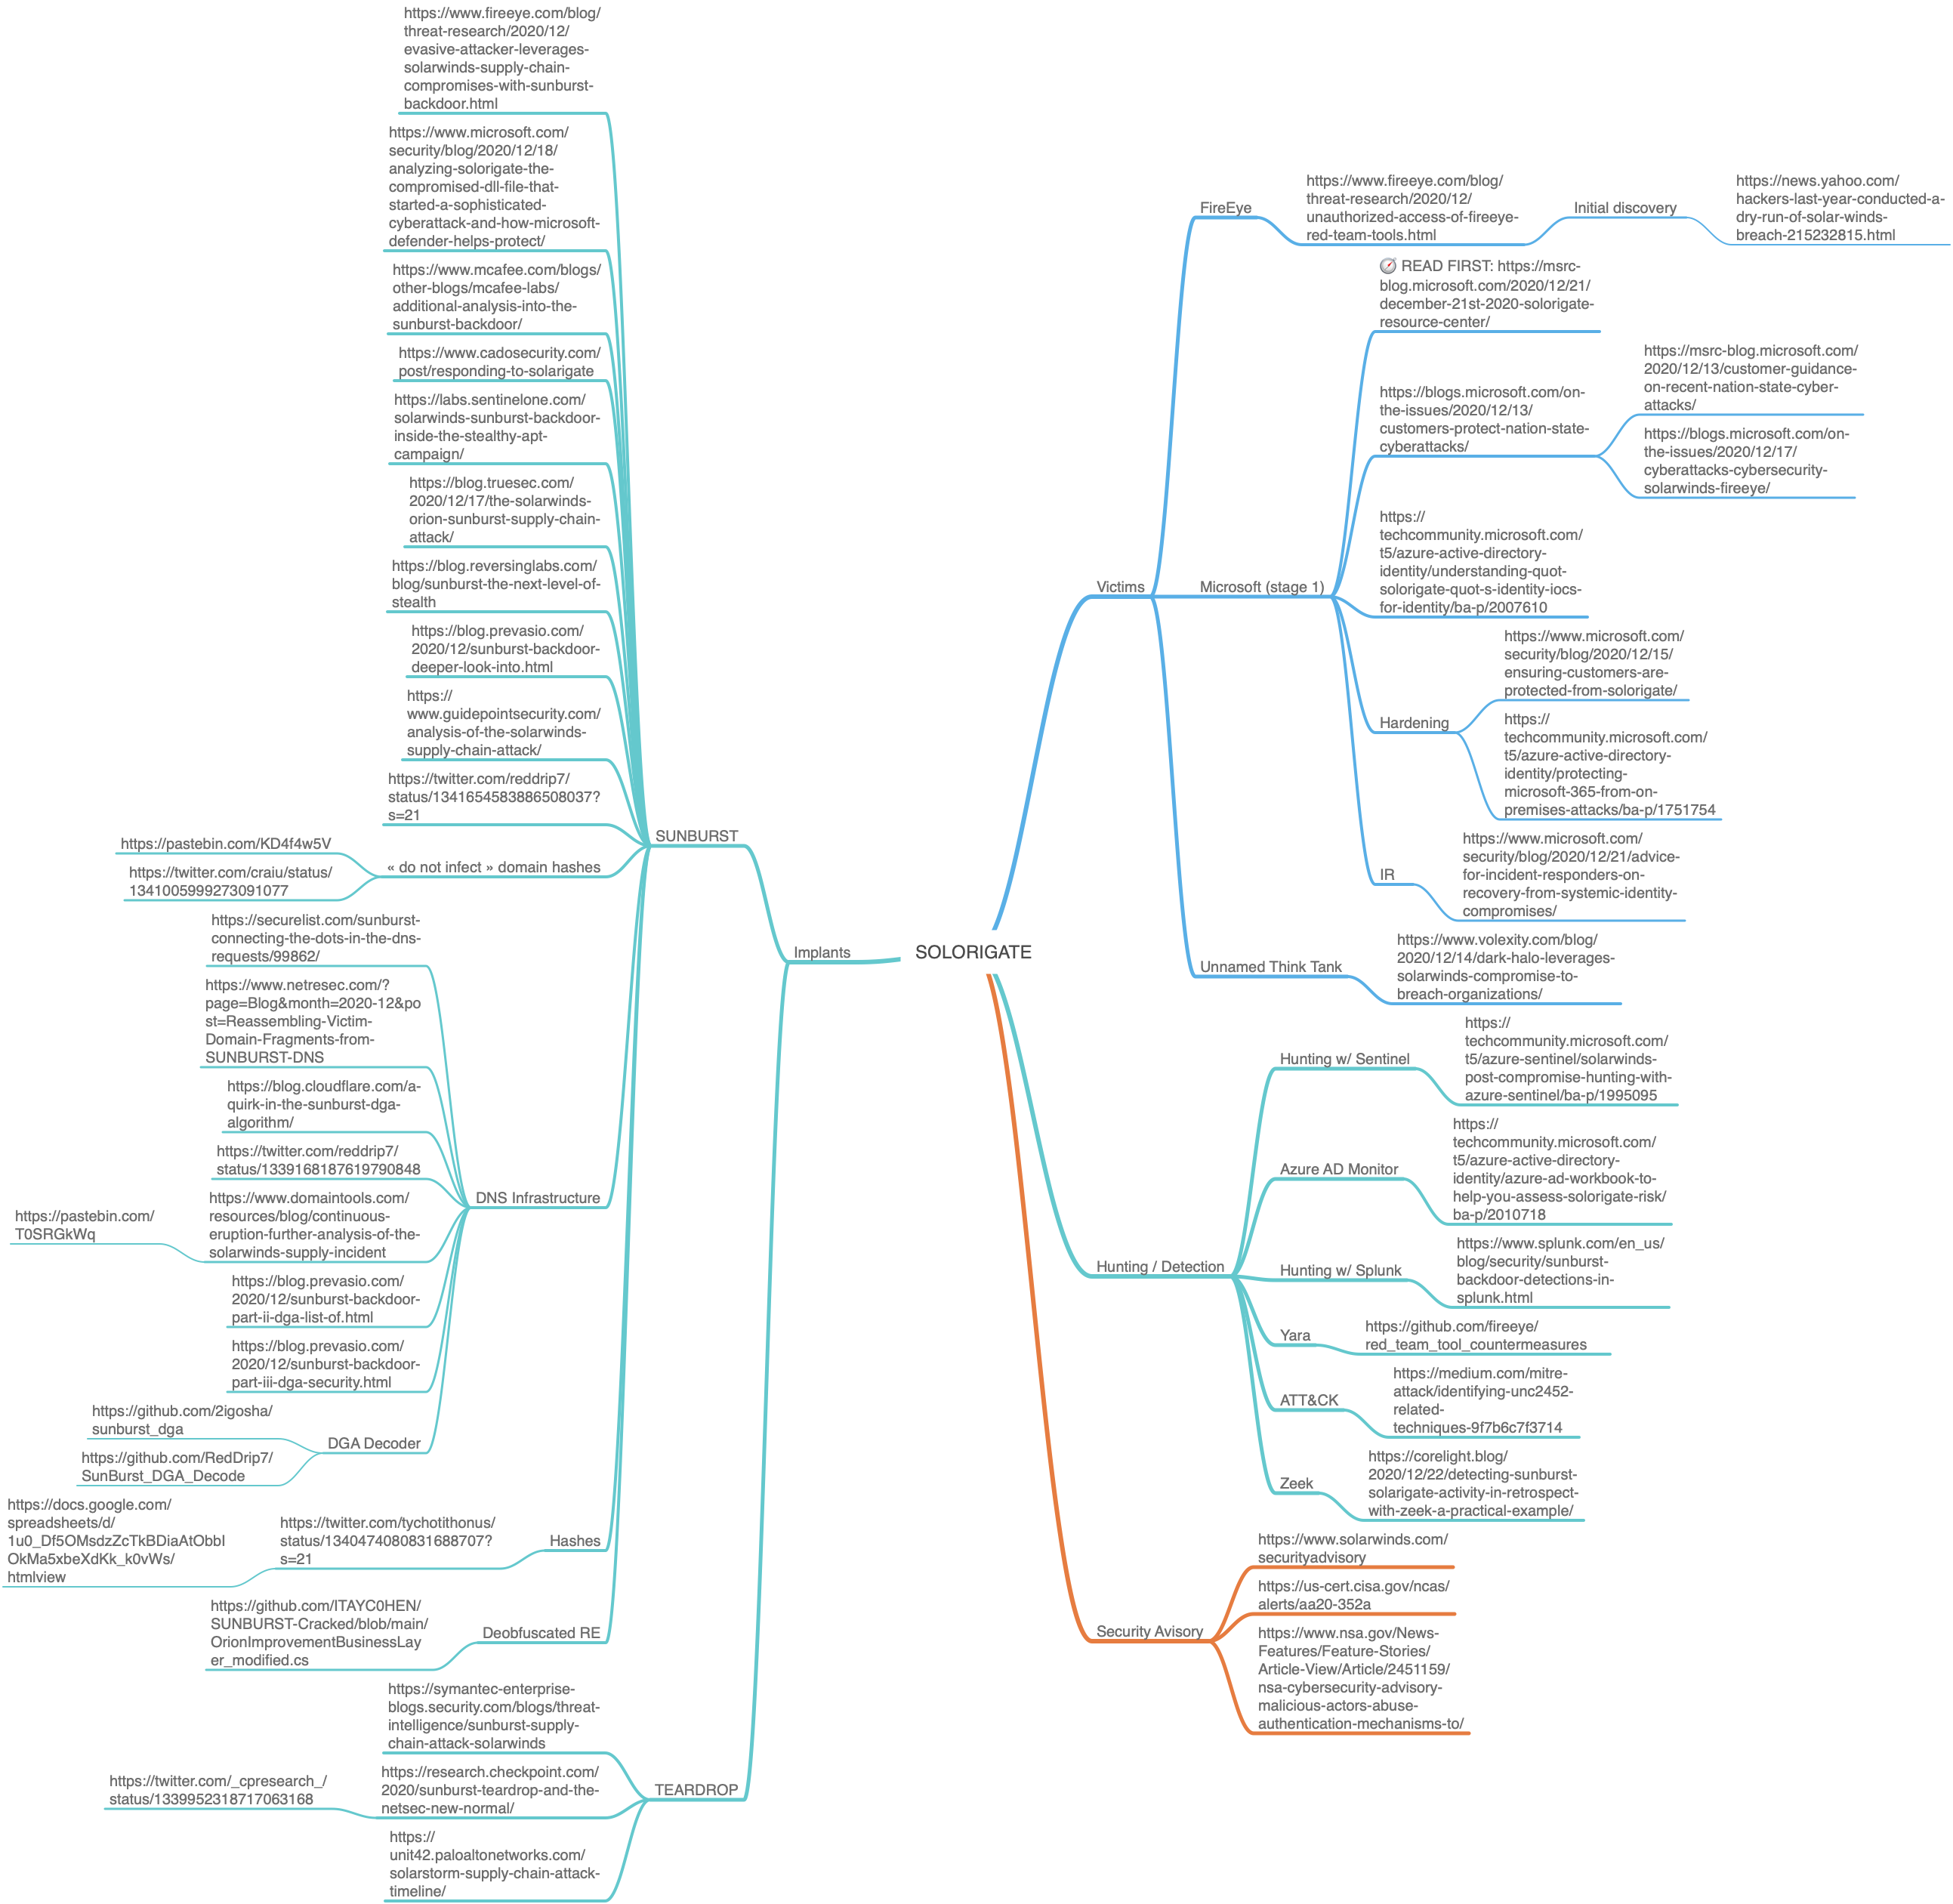 SOLORIGATE
Implants
SUNBURST
https://www.fireeye.com/blog/
threat-research/2020/12/
evasive-attacker-leverages-
solarwinds-supply-chain-
compromises-with-sunburst-
backdoor.html
https://www.microsoft.com/
security/blog/2020/12/18/
analyzing-solorigate-the-
compromised-dll-file-that-
started-a-sophisticated-
cyberattack-and-how-microsoft-
defender-helps-protect/
https://www.mcafee.com/blogs/
other-blogs/mcafee-labs/
additional-analysis-into-the-
sunburst-backdoor/
https://www.cadosecurity.com/
post/responding-to-solarigate
https://labs.sentinelone.com/
solarwinds-sunburst-backdoor-
inside-the-stealthy-apt-
campaign/
https://blog.truesec.com/
2020/12/17/the-solarwinds-
orion-sunburst-supply-chain-
attack/
https://blog.reversinglabs.com/
blog/sunburst-the-next-level-of-
stealth
https://blog.prevasio.com/
2020/12/sunburst-backdoor-
deeper-look-into.html
https://
www.guidepointsecurity.com/
analysis-of-the-solarwinds-
supply-chain-attack/
https://twitter.com/reddrip7/
status/1341654583886508037?
s=21
« do not infect » domain hashes
https://pastebin.com/KD4f4w5V
https://twitter.com/craiu/status/
1341005999273091077
DNS Infrastructure
https://securelist.com/sunburst-
connecting-the-dots-in-the-dns-
requests/99862/
https://www.netresec.com/?
page=Blog&month=2020-12&po
st=Reassembling-Victim-
Domain-Fragments-from-
SUNBURST-DNS
https://blog.cloudflare.com/a-
quirk-in-the-sunburst-dga-
algorithm/
https://twitter.com/reddrip7/
status/1339168187619790848
https://www.domaintools.com/
resources/blog/continuous-
eruption-further-analysis-of-the-
solarwinds-supply-incident
https://pastebin.com/
T0SRGkWq
https://blog.prevasio.com/
2020/12/sunburst-backdoor-
part-ii-dga-list-of.html
https://blog.prevasio.com/
2020/12/sunburst-backdoor-
part-iii-dga-security.html
DGA Decoder
https://github.com/2igosha/
sunburst_dga
https://github.com/RedDrip7/
SunBurst_DGA_Decode
Hashes
https://twitter.com/tychotithonus/
status/1340474080831688707?
s=21
https://docs.google.com/
spreadsheets/d/
1u0_Df5OMsdzZcTkBDiaAtObbI
OkMa5xbeXdKk_k0vWs/
htmlview
Deobfuscated RE
https://github.com/ITAYC0HEN/
SUNBURST-Cracked/blob/main/
OrionImprovementBusinessLay
er_modified.cs
TEARDROP
https://symantec-enterprise-
blogs.security.com/blogs/threat-
intelligence/sunburst-supply-
chain-attack-solarwinds
https://research.checkpoint.com/
2020/sunburst-teardrop-and-the-
netsec-new-normal/
https://twitter.com/_cpresearch_/
status/1339952318717063168
https://
unit42.paloaltonetworks.com/
solarstorm-supply-chain-attack-
timeline/
Victims
FireEye
https://www.fireeye.com/blog/
threat-research/2020/12/
unauthorized-access-of-fireeye-
red-team-tools.html
Initial discovery
https://news.yahoo.com/
hackers-last-year-conducted-a-
dry-run-of-solar-winds-
breach-215232815.html
Microsoft (stage 1)
READ FIRST: https://msrc-
blog.microsoft.com/2020/12/21/
december-21st-2020-solorigate-
resource-center/
https://blogs.microsoft.com/on-
the-issues/2020/12/13/
customers-protect-nation-state-
cyberattacks/
https://msrc-blog.microsoft.com/
2020/12/13/customer-guidance-
on-recent-nation-state-cyber-
attacks/
https://blogs.microsoft.com/on-
the-issues/2020/12/17/
cyberattacks-cybersecurity-
solarwinds-fireeye/
https://
techcommunity.microsoft.com/
t5/azure-active-directory-
identity/understanding-quot-
solorigate-quot-s-identity-iocs-
for-identity/ba-p/2007610
Hardening
https://www.microsoft.com/
security/blog/2020/12/15/
ensuring-customers-are-
protected-from-solorigate/
https://
techcommunity.microsoft.com/
t5/azure-active-directory-
identity/protecting-
microsoft-365-from-on-
premises-attacks/ba-p/1751754
IR
https://www.microsoft.com/
security/blog/2020/12/21/advice-
for-incident-responders-on-
recovery-from-systemic-identity-
compromises/
Unnamed Think Tank
https://www.volexity.com/blog/
2020/12/14/dark-halo-leverages-
solarwinds-compromise-to-
breach-organizations/
Hunting / Detection
Hunting w/ Sentinel
https://
techcommunity.microsoft.com/
t5/azure-sentinel/solarwinds-
post-compromise-hunting-with-
azure-sentinel/ba-p/1995095
Azure AD Monitor
https://
techcommunity.microsoft.com/
t5/azure-active-directory-
identity/azure-ad-workbook-to-
help-you-assess-solorigate-risk/
ba-p/2010718
Hunting w/ Splunk
https://www.splunk.com/en_us/
blog/security/sunburst-
backdoor-detections-in-
splunk.html
Yara
https://github.com/fireeye/
red_team_tool_countermeasures
ATT&CK
https://medium.com/mitre-
attack/identifying-unc2452-
related-
techniques-9f7b6c7f3714
Zeek
https://corelight.blog/
2020/12/22/detecting-sunburst-
solarigate-activity-in-retrospect-
with-zeek-a-practical-example/
Security Avisory
https://www.solarwinds.com/
securityadvisory
https://us-cert.cisa.gov/ncas/
alerts/aa20-352a
https://www.nsa.gov/News-
Features/Feature-Stories/
Article-View/Article/2451159/
nsa-cybersecurity-advisory-
malicious-actors-abuse-
authentication-mechanisms-to/